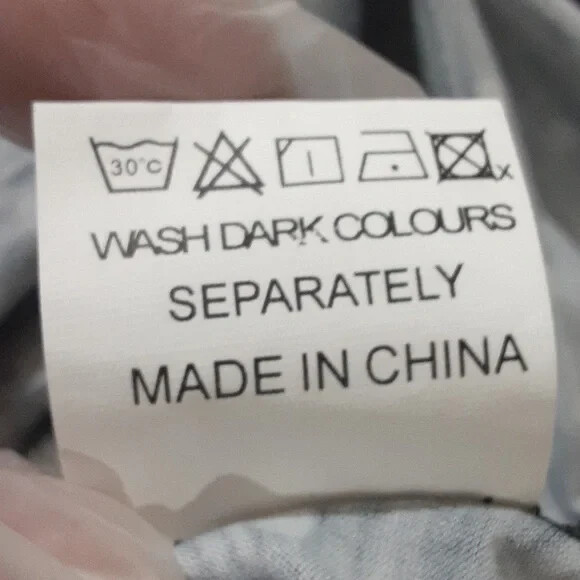 30°C
WASH DARK COLOURS
SEPARATELY
MADE IN CHINA